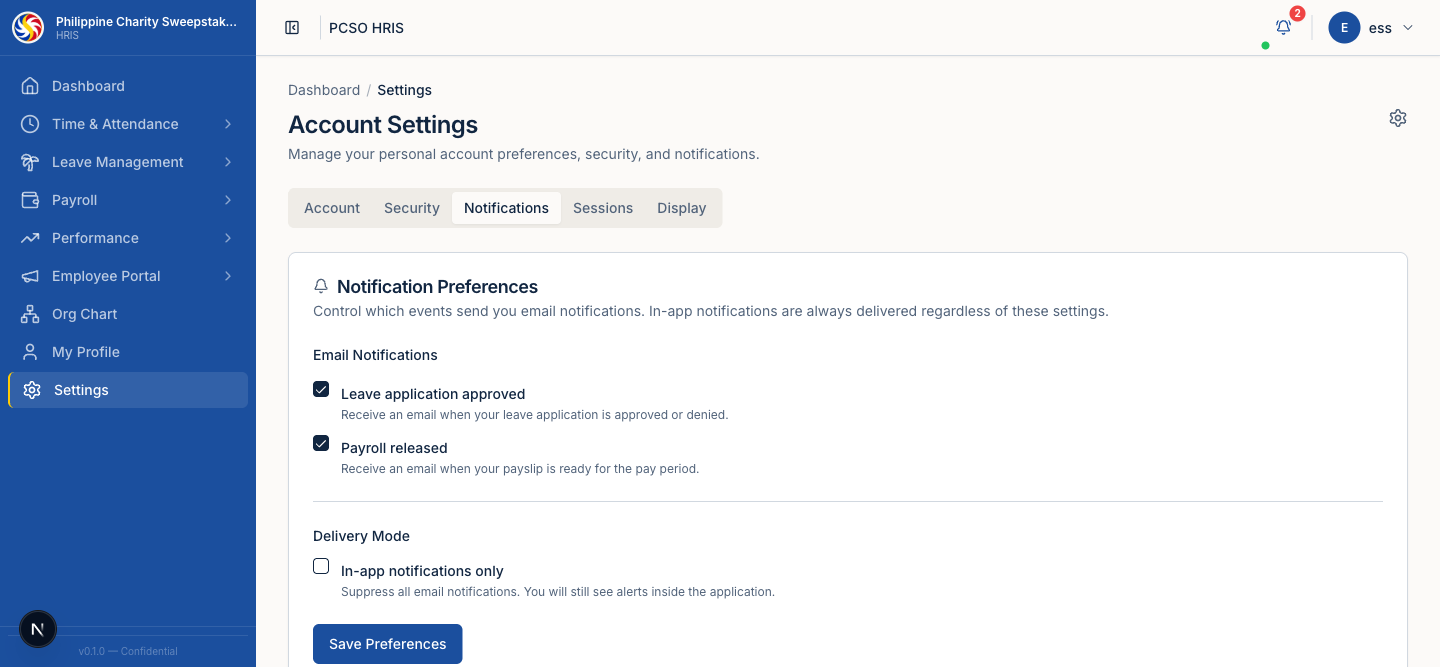 Philippine Charity Sweepstak...
HRIS
Dashboard
Time & Attendance
Leave Management
Payroll
Performance
Employee Portal
Org Chart
My Profile
Settings
N
v0.1.0 — Confidential
PCSO HRIS
2
E
ess
Dashboard / Settings
Account Settings
Manage your personal account preferences, security, and notifications.
Account Security Notifications Sessions Display
Notification Preferences
Control which events send you email notifications. In-app notifications are always delivered regardless of these settings.
Email Notifications
Leave application approved
Receive an email when your leave application is approved or denied.
Payroll released
Receive an email when your payslip is ready for the pay period.
Delivery Mode
In-app notifications only
Suppress all email notifications. You will still see alerts inside the application.
Save Preferences